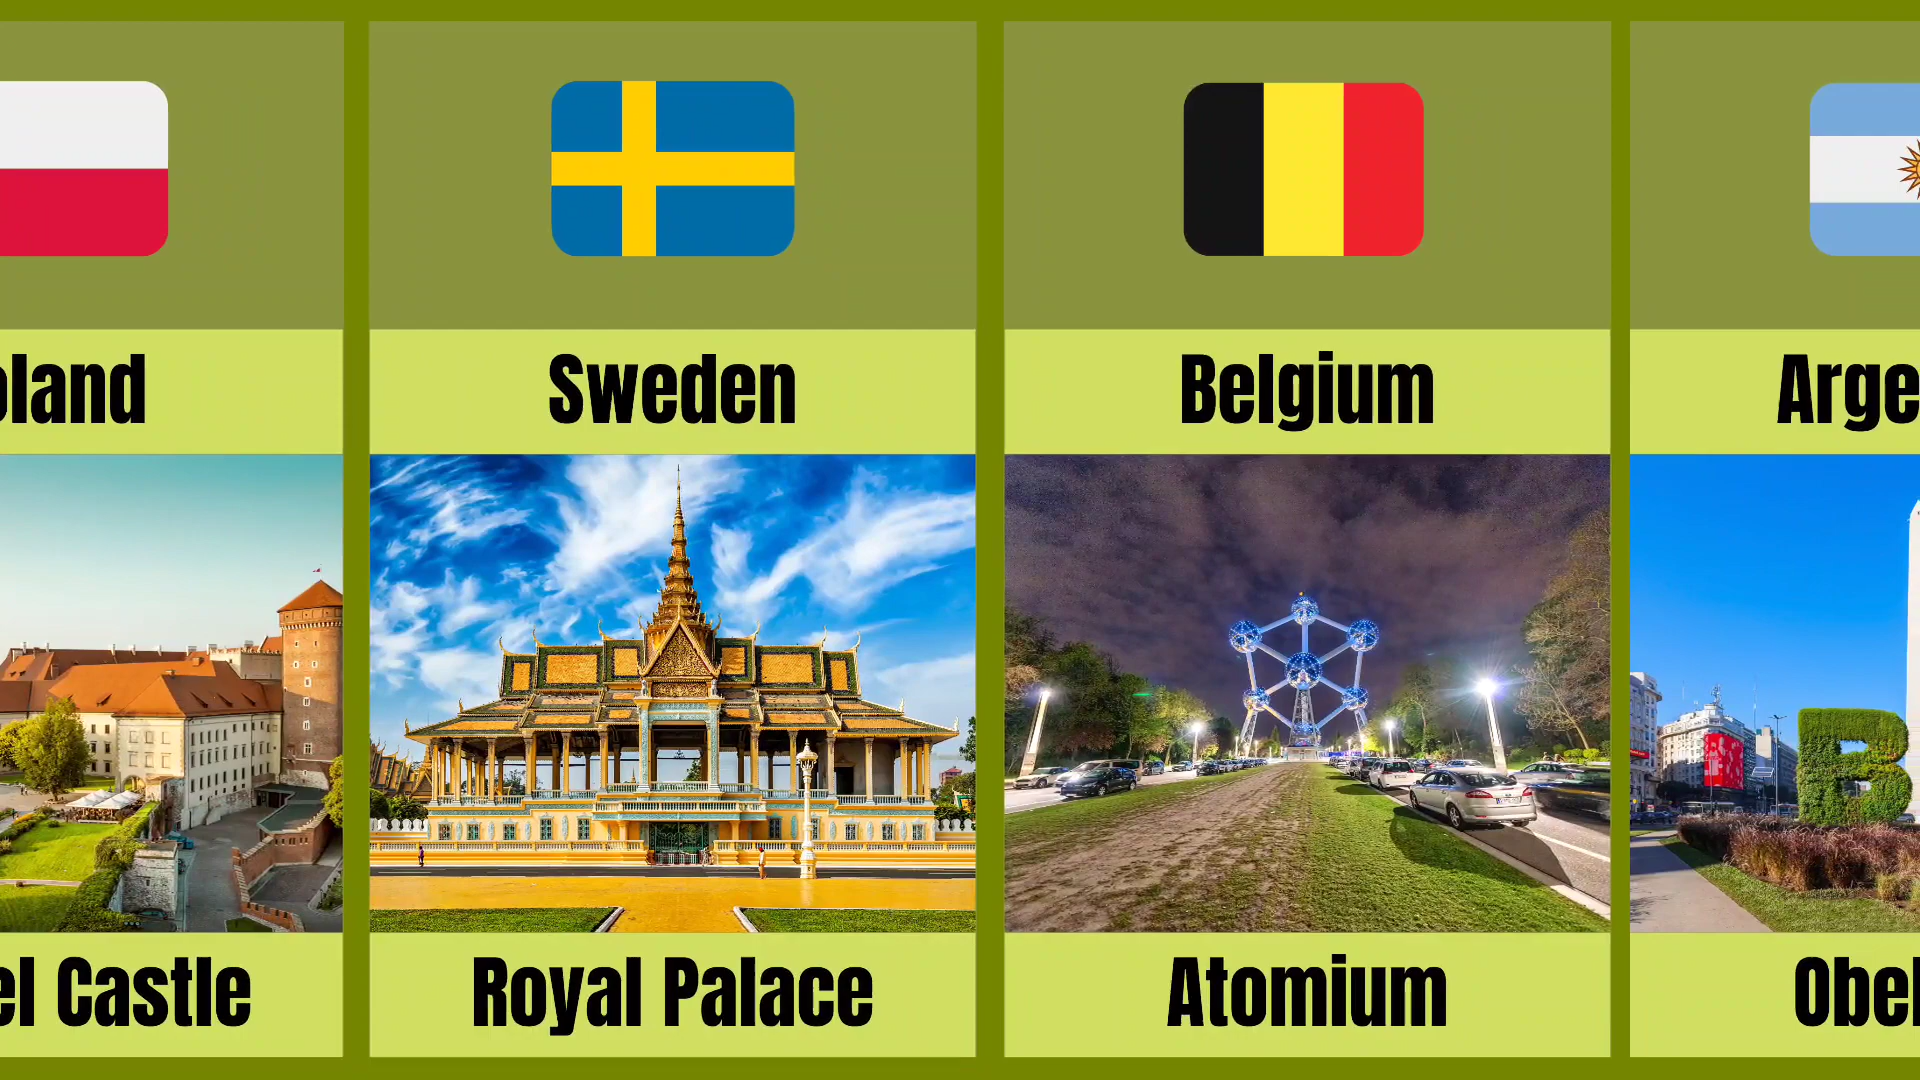 oland
Sweden
Belgium
Arge
el Castle
Royal Palace
Atomium
Obel